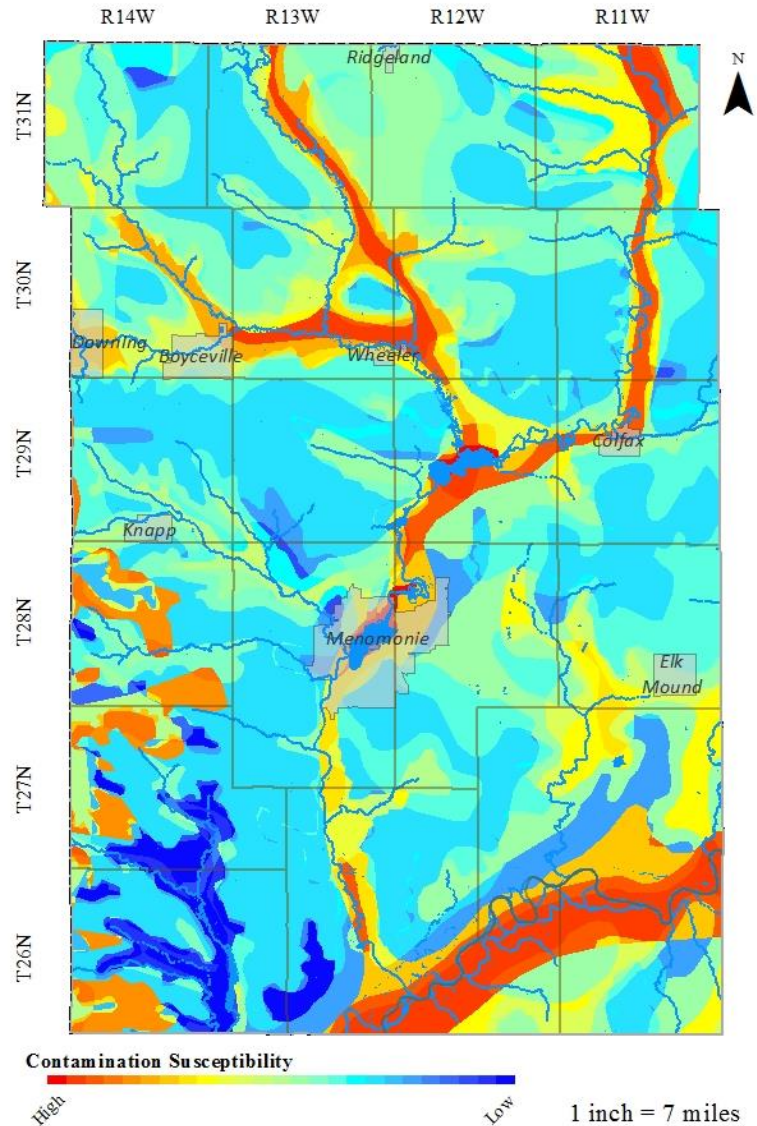 R14W R13W R12W R11W
Ridgeland
N
T31N
T30N
Downing
Boyceville
Wheeler
T29N
Colfax
Knapp
T28N
Menomonie
Elk
Mound
T27N
T26N
Contamination Susceptibility
High
Low
1 inch = 7 miles